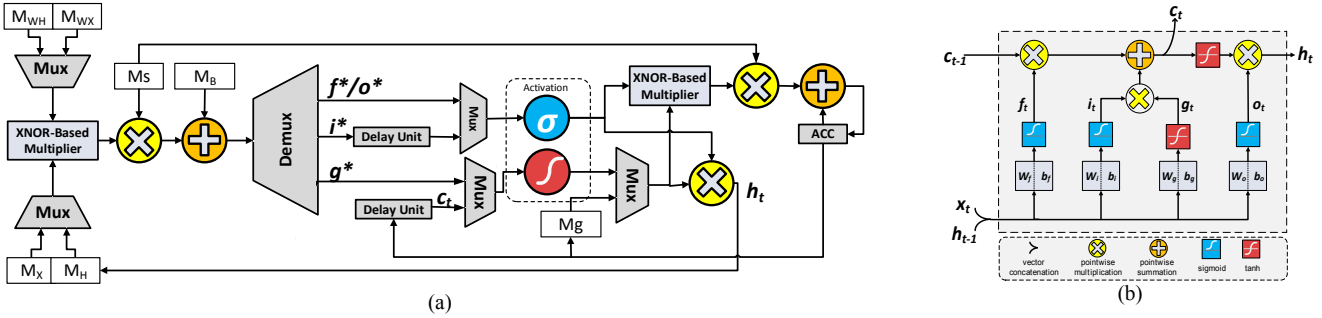 M_WH M_WX
Mux
XNOR-Based
Multiplier
Mux
M_X M_H
M_S
M_B
Demux
f*/o*
i*
g*
Delay Unit
Delay Unit
c_t
Mux
Mux
Activation
σ
Mux
Mg
XNOR-Based
Multiplier
h_t
ACC
(a)
c_t
c_t-1
h_t
f_t
i_t
g_t
o_t
W_f b_f
W_i b_i
W_g b_g
W_o b_o
x_t
h_t-1
vector
concatenation
pointwise
multiplication
pointwise
summation
sigmoid
tanh
(b)